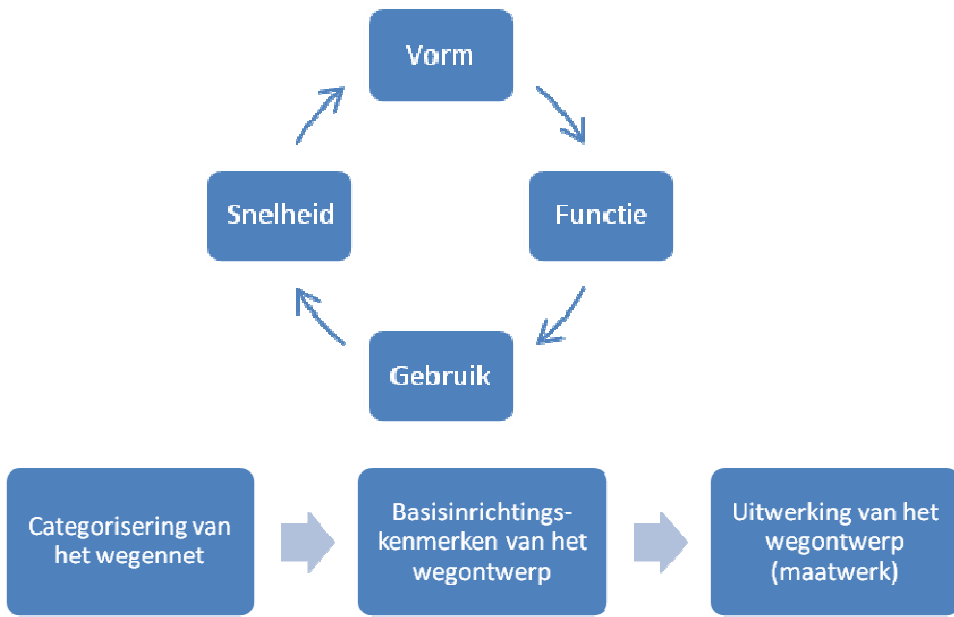 Vorm
Snelheid
Functie
Gebruik
Categorisering van
het wegennet
Basisinrichtings-
kenmerken van het
wegontwerp
Uitwerking van het
wegontwerp
(maatwerk)